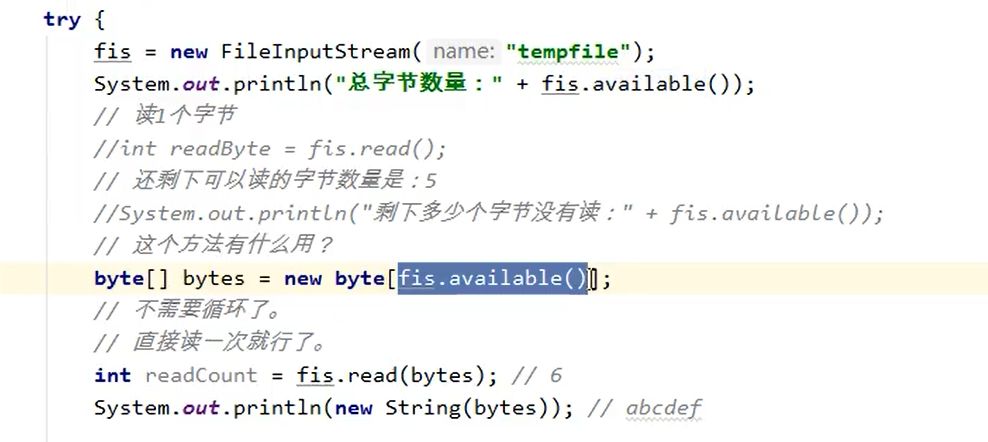 try {
fis = new FileInputStream( name: "tempfile");
System.out.println("总字节数量：" + fis.available());
// 读1个字节
//int readByte = fis.read();
// 还剩下可以读的字节数量是：5
//System.out.println("剩下多少个字节没有读：" + fis.available());
// 这个方法有什么用？
byte[] bytes = new byte[fis.available()];
// 不需要循环了。
// 直接读一次就行了。
int readCount = fis.read(bytes); // 6
System.out.println(new String(bytes)); // abcdef